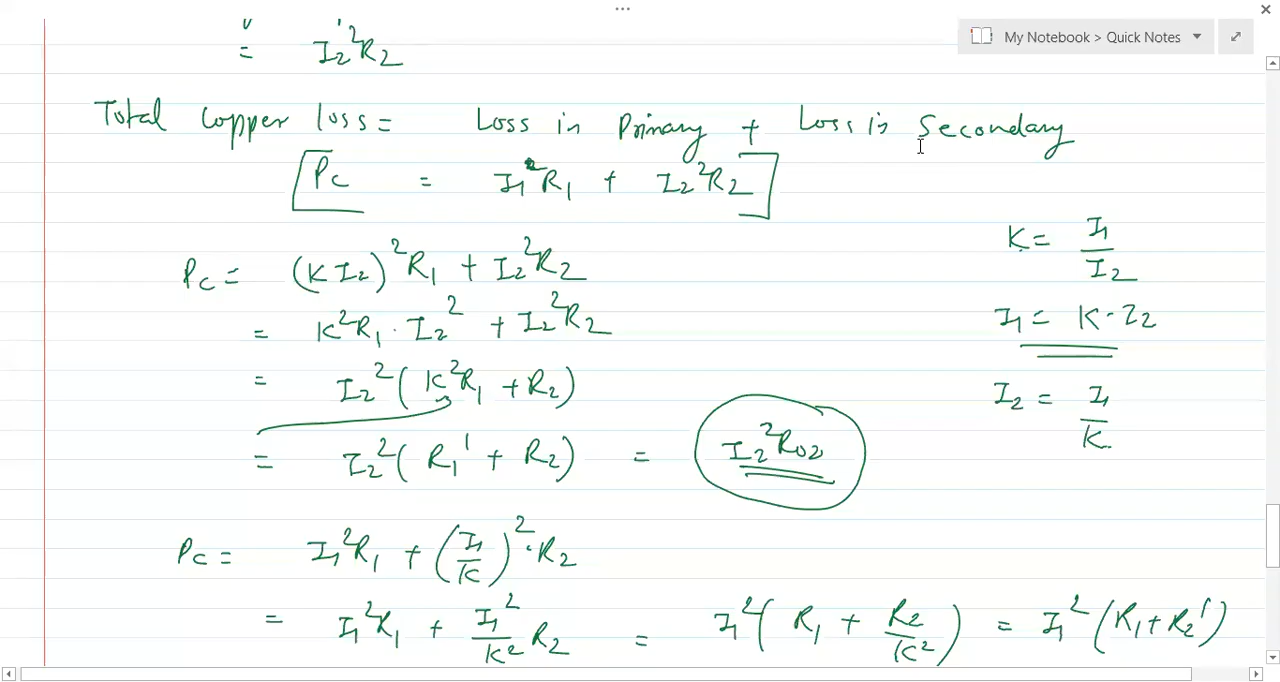 ...
My Notebook > Quick Notes
= I₂²R₂
Total copper loss = Loss in Primary + Loss is Secondary
Pc = I₁²R₁ + I₂²R₂
K = I₁/I₂
Pc = (K I₂)²R₁ + I₂²R₂
= K²R₁ · I₂² + I₂²R₂
I₁ = K · I₂
= I₂²(K²R₁ + R₂)
I₂ = I₁/K
= I₂²(R₁' + R₂) = I₂²R₀₂
Pc = I₁²R₁ + (I₁/K)² · R₂
= I₁²R₁ + I₁²/K² R₂ = I₁²(R₁ + R₂/K²) = I₁²(R₁ + R₂')